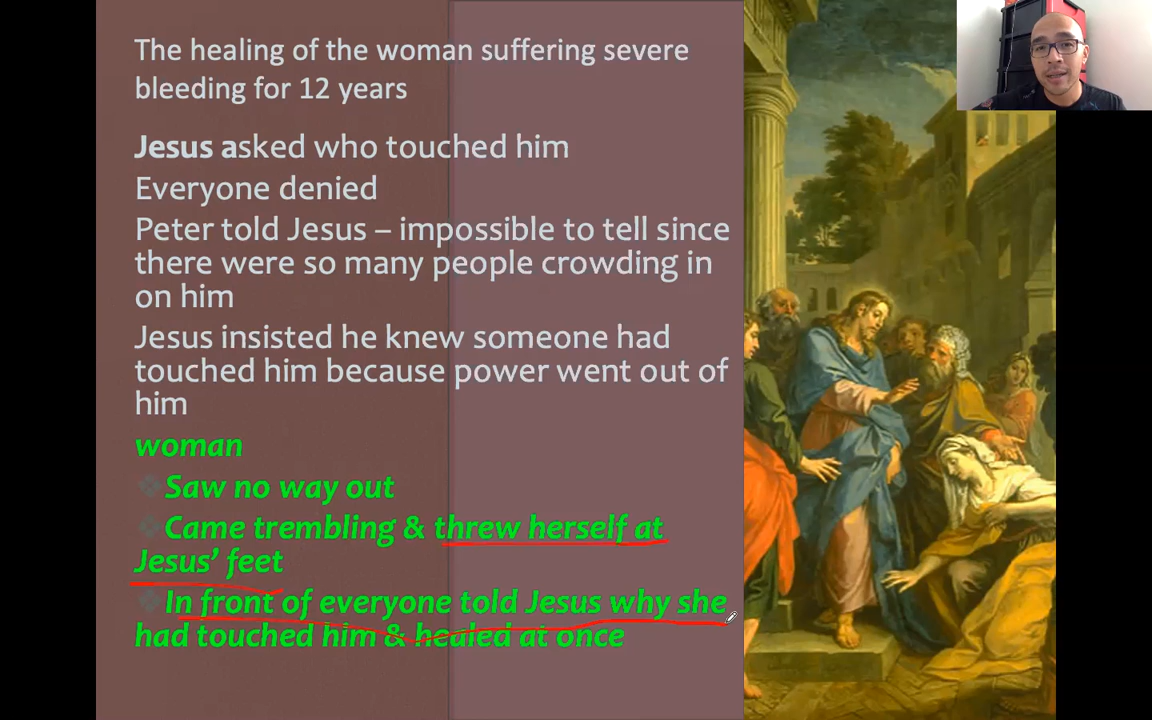 The healing of the woman suffering severe
bleeding for 12 years
Jesus asked who touched him
Everyone denied
Peter told Jesus – impossible to tell since
there were so many people crowding in
on him
Jesus insisted he knew someone had
touched him because power went out of
him
woman
Saw no way out
Came trembling & threw herself at
Jesus’ feet
In front of everyone told Jesus why she
had touched him & healed at once